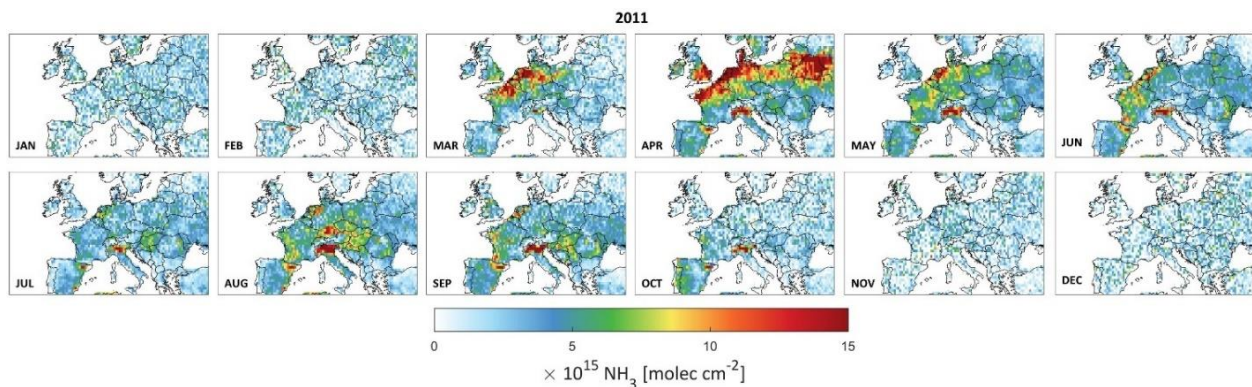 2011
JAN FEB MAR APR MAY JUN
JUL AUG SEP OCT NOV DEC
0 5 10 15
× 10¹⁵ NH₃ [molec cm⁻²]